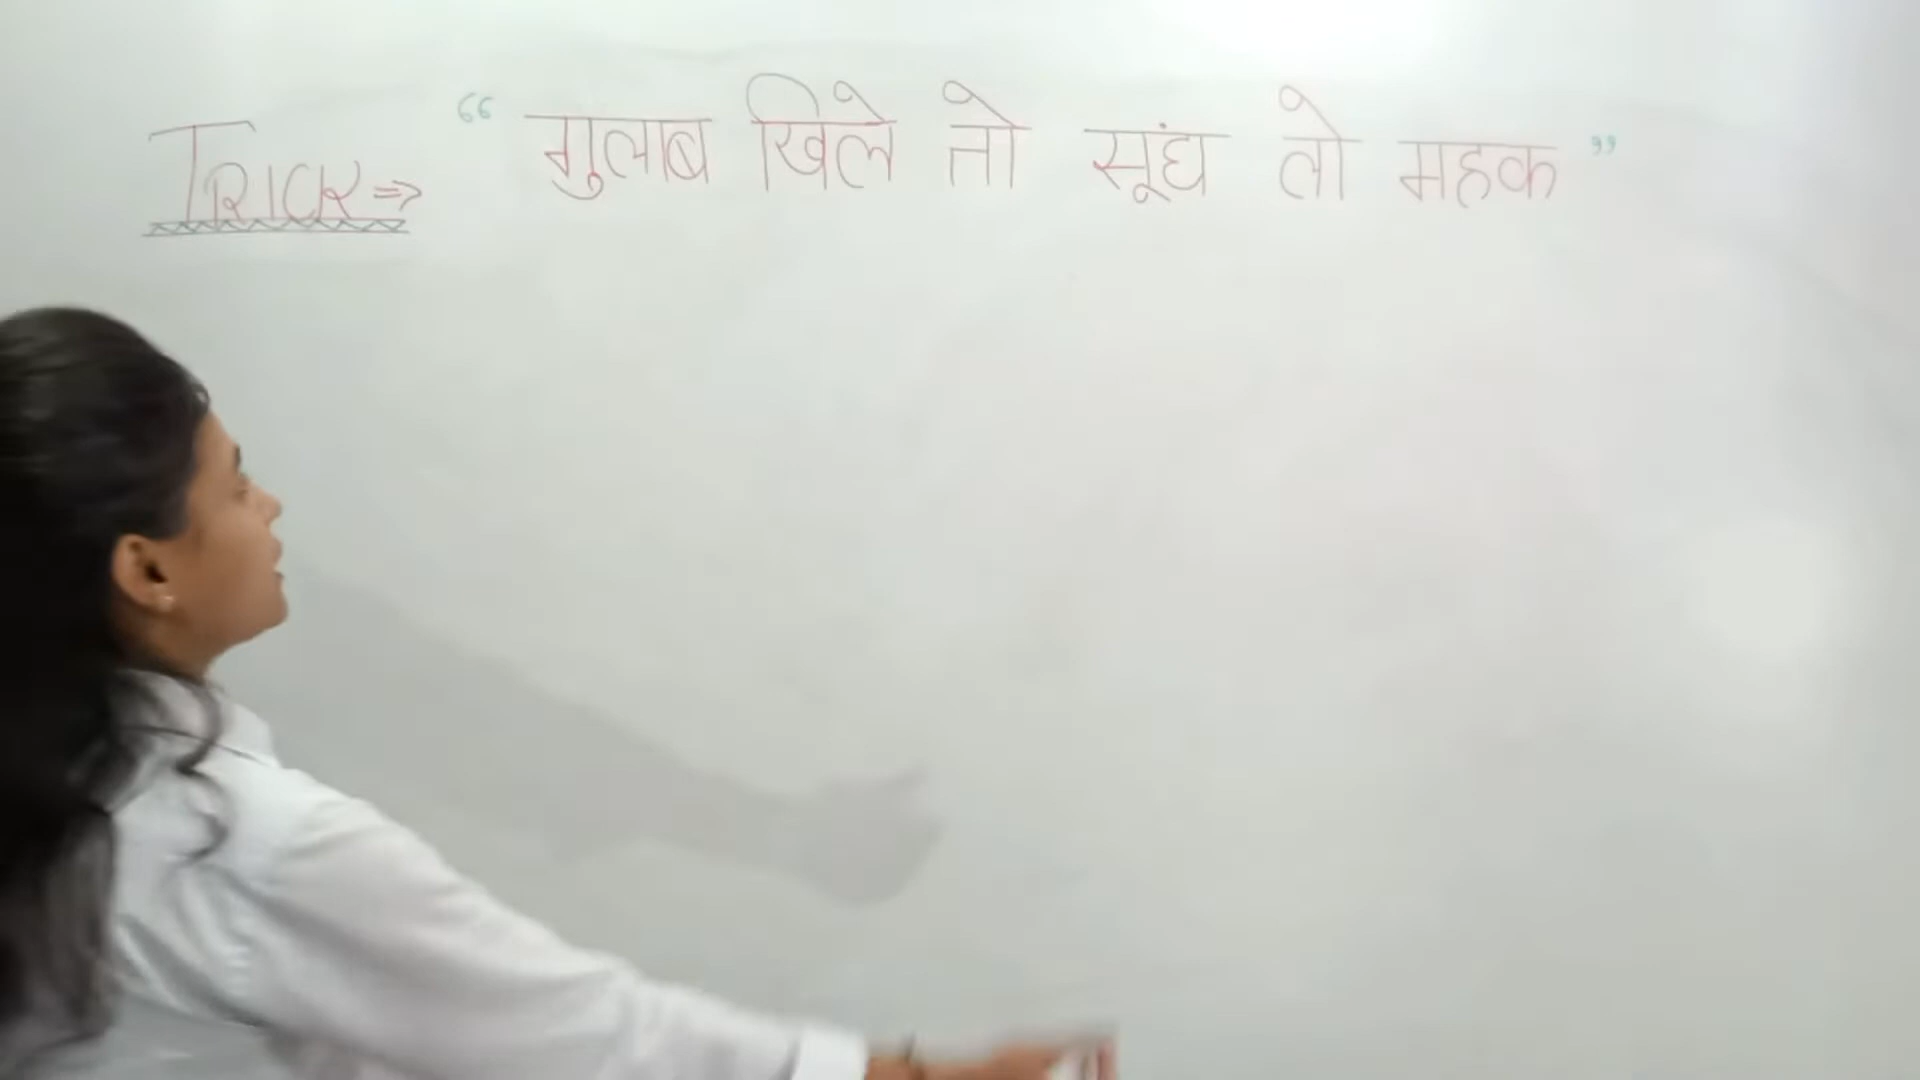 TRICK ⇒ “ गुलाब खिले तो सूंघ लो महक ”